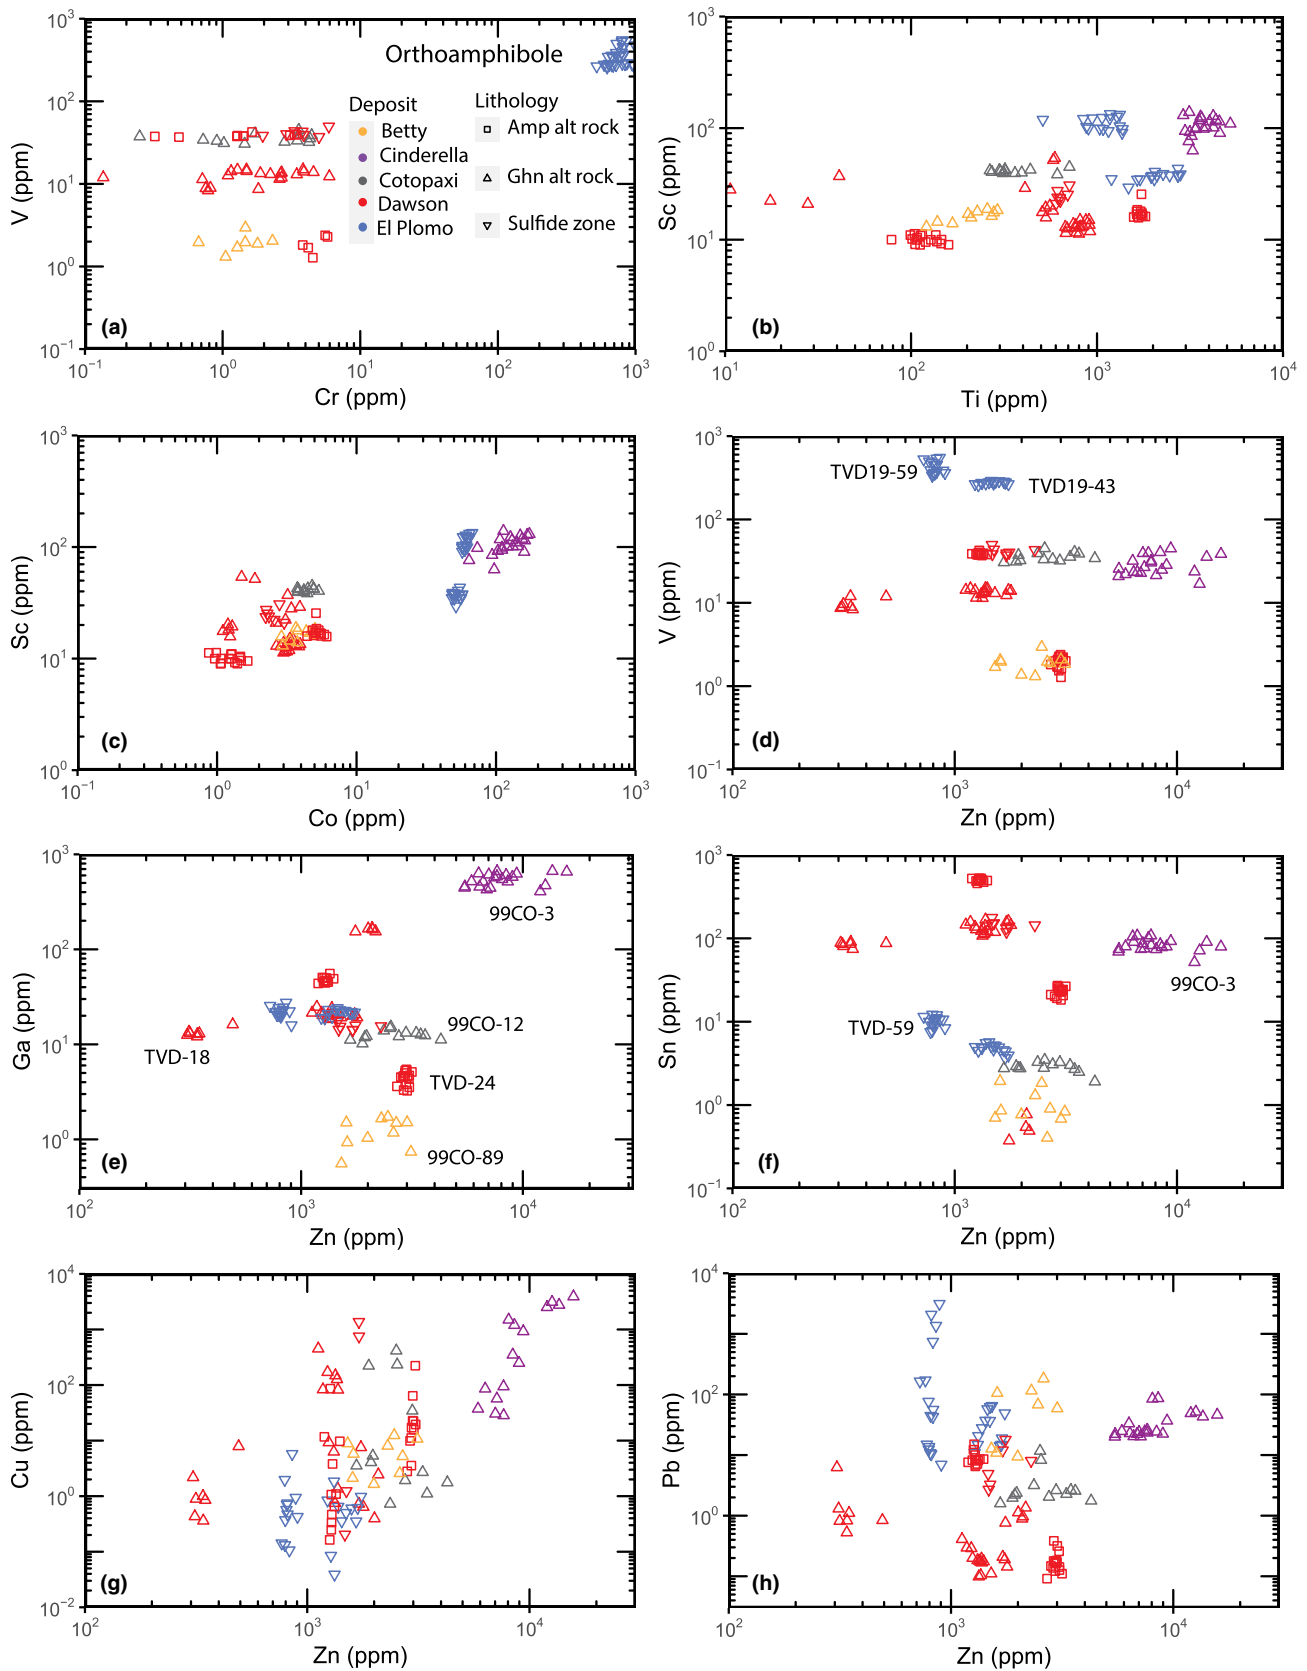 10³
10²
10¹
10⁰
10⁻¹
V (ppm)
10⁻¹ 10⁰ 10¹ 10² 10³
Cr (ppm)
Orthoamphibole
Deposit
Betty
Cinderella
Cotopaxi
Dawson
El Plomo
Lithology
Amp alt rock
Ghn alt rock
Sulfide zone
(a)
10³
10²
10¹
10⁰
Sc (ppm)
10¹ 10² 10³ 10⁴
Ti (ppm)
(b)
10³
10²
10¹
10⁰
Sc (ppm)
10⁻¹ 10⁰ 10¹ 10² 10³
Co (ppm)
(c)
10³
10²
10¹
10⁰
10⁻¹
V (ppm)
TVD19-59
TVD19-43
10² 10³ 10⁴
Zn (ppm)
(d)
10³
10²
10¹
10⁰
Ga (ppm)
99CO-3
99CO-12
TVD-18
TVD-24
99CO-89
10² 10³ 10⁴
Zn (ppm)
(e)
10³
10²
10¹
10⁰
10⁻¹
Sn (ppm)
99CO-3
TVD-59
10² 10³ 10⁴
Zn (ppm)
(f)
10⁴
10²
10⁰
10⁻²
Cu (ppm)
10² 10³ 10⁴
Zn (ppm)
(g)
10⁴
10²
10⁰
Pb (ppm)
10² 10³ 10⁴
Zn (ppm)
(h)